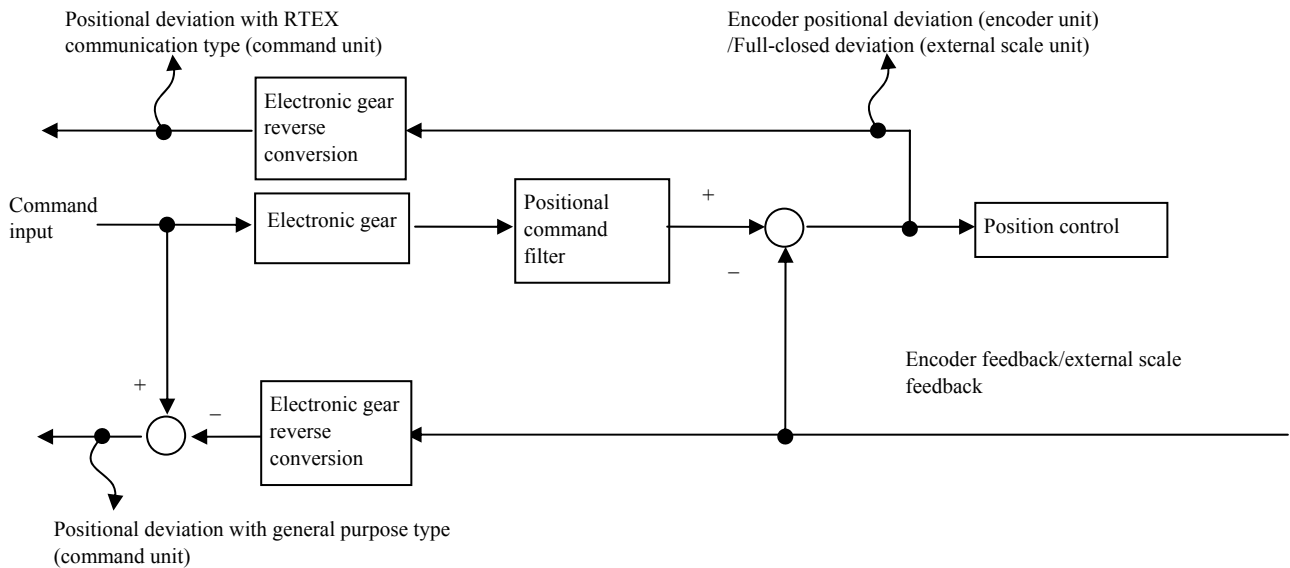 Positional deviation with RTEX
communication type (command unit)
Encoder positional deviation (encoder unit)
/Full-closed deviation (external scale unit)
Electronic gear
reverse
conversion
Command
input
Electronic gear
Positional
command
filter
+
−
Position control
Encoder feedback/external scale
feedback
+
−
Electronic gear
reverse
conversion
Positional deviation with general purpose type
(command unit)